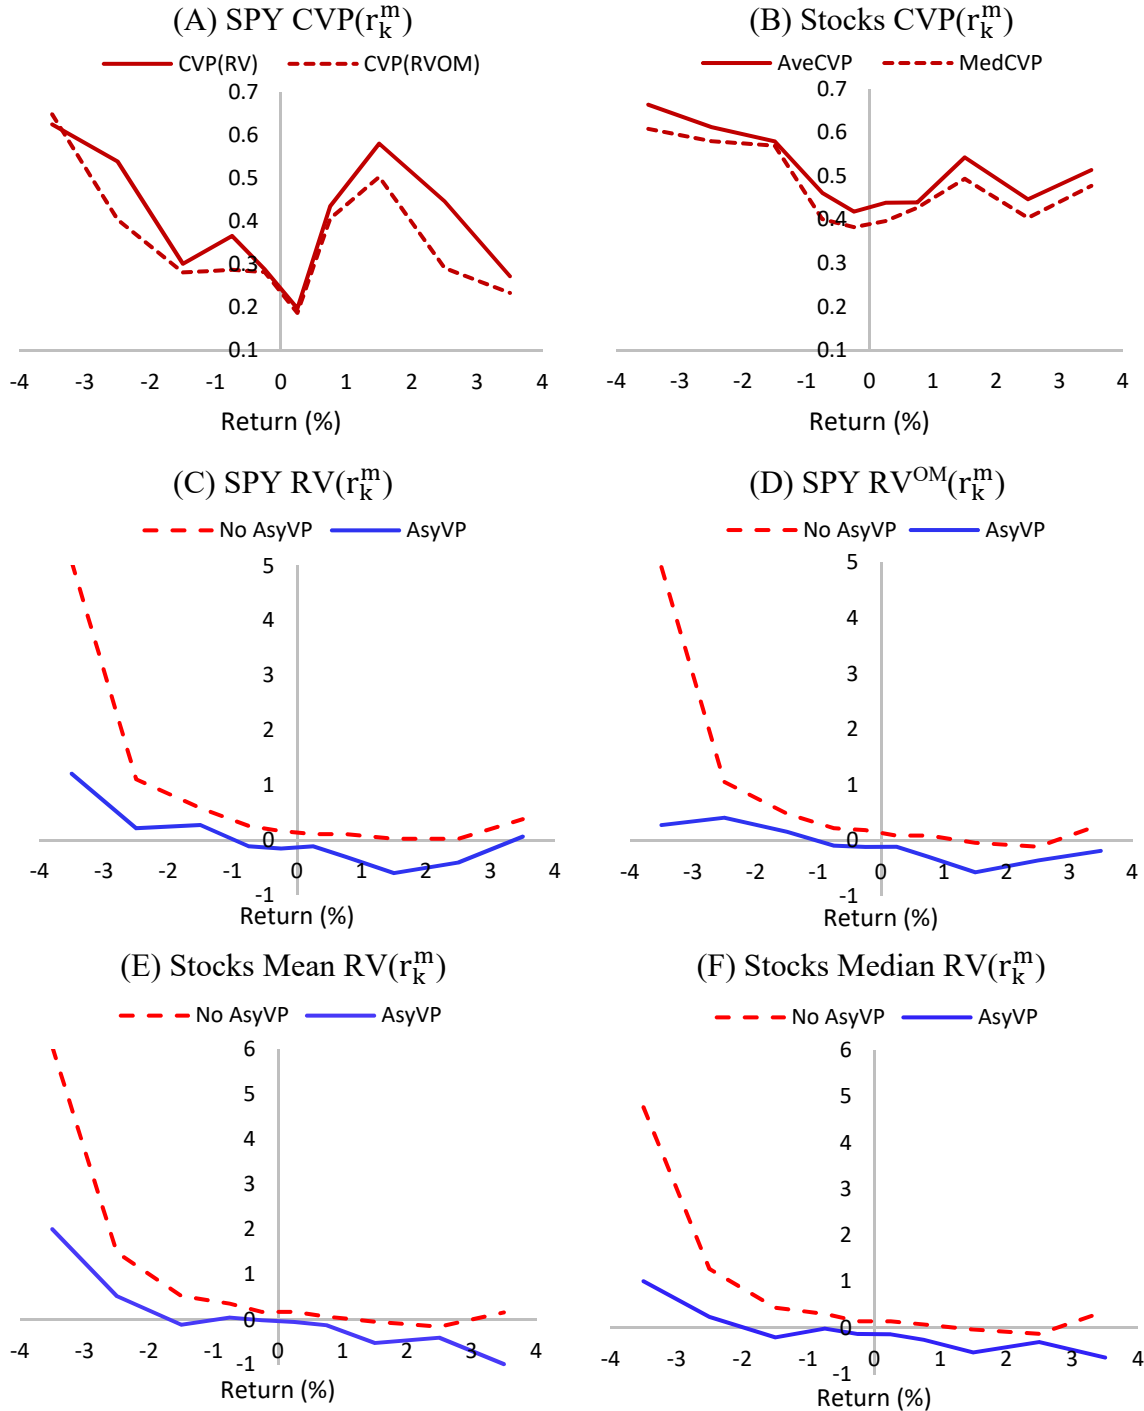 (A) SPY CVP(r_k^m)
CVP(RV) CVP(RVOM)
0.7
0.6
0.5
0.4
0.3
0.2
0.1
-4 -3 -2 -1 0 1 2 3 4
Return (%)
(B) Stocks CVP(r_k^m)
AveCVP MedCVP
0.7
0.6
0.5
0.4
0.3
0.2
0.1
-4 -3 -2 -1 0 1 2 3 4
Return (%)
(C) SPY RV(r_k^m)
No AsyVP AsyVP
5
4
3
2
1
0
-4 -3 -2 -1 0 1 2 3 4
-1
Return (%)
(D) SPY RV^OM(r_k^m)
No AsyVP AsyVP
5
4
3
2
1
0
-4 -3 -2 -1 0 1 2 3 4
-1
Return (%)
(E) Stocks Mean RV(r_k^m)
No AsyVP AsyVP
6
5
4
3
2
1
0
-4 -3 -2 -1 0 1 2 3 4
-1
Return (%)
(F) Stocks Median RV(r_k^m)
No AsyVP AsyVP
6
5
4
3
2
1
0
-4 -3 -2 -1 0 1 2 3 4
-1
Return (%)